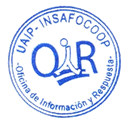 UAIP-INSAFOCOOP
OIR
-Oficina de Información y Respuesta-